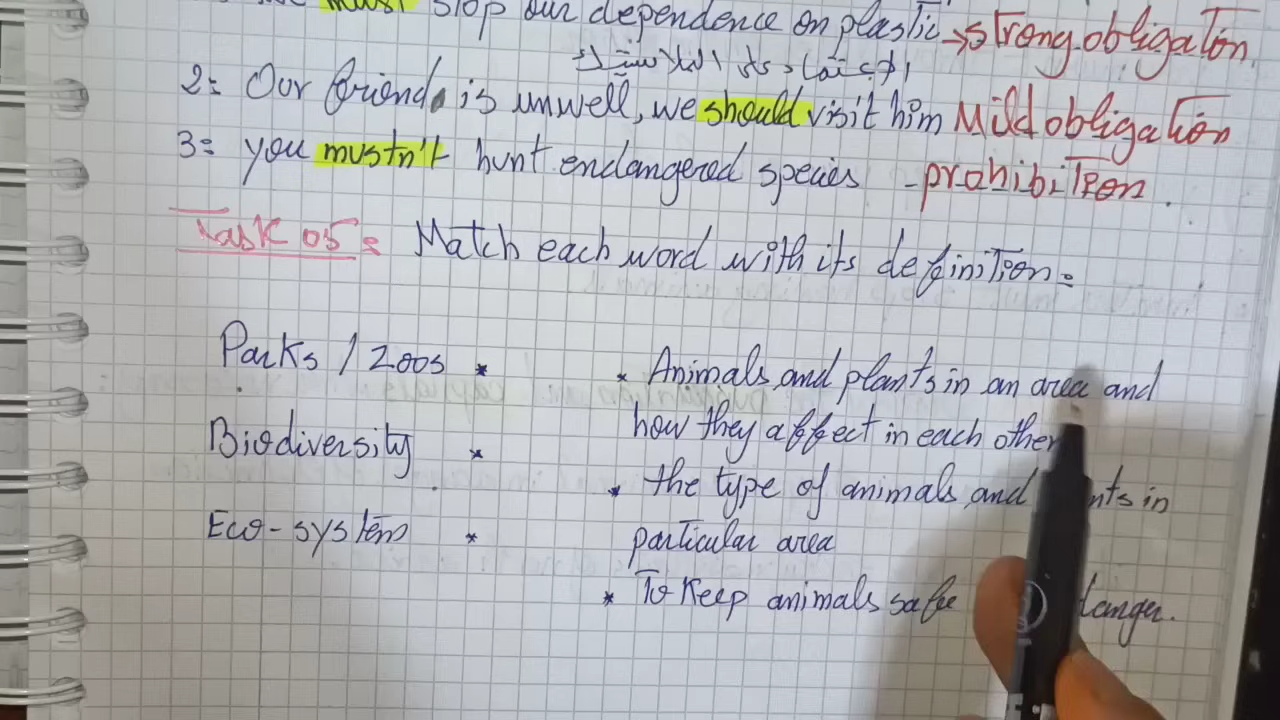 must stop our dependence on plastic → strong obligation
2: Our friend is unwell, we should visit him Mild obligation
3: you mustn't hunt endangered species - prohibition.
Task 05: Match each word with its definition:
Parks / Zoos * * Animals and plants in an area and
how they affect in each other
Biodiversity * * the type of animals and in
particular area
Eco-system * * To Keep animals safe danger.